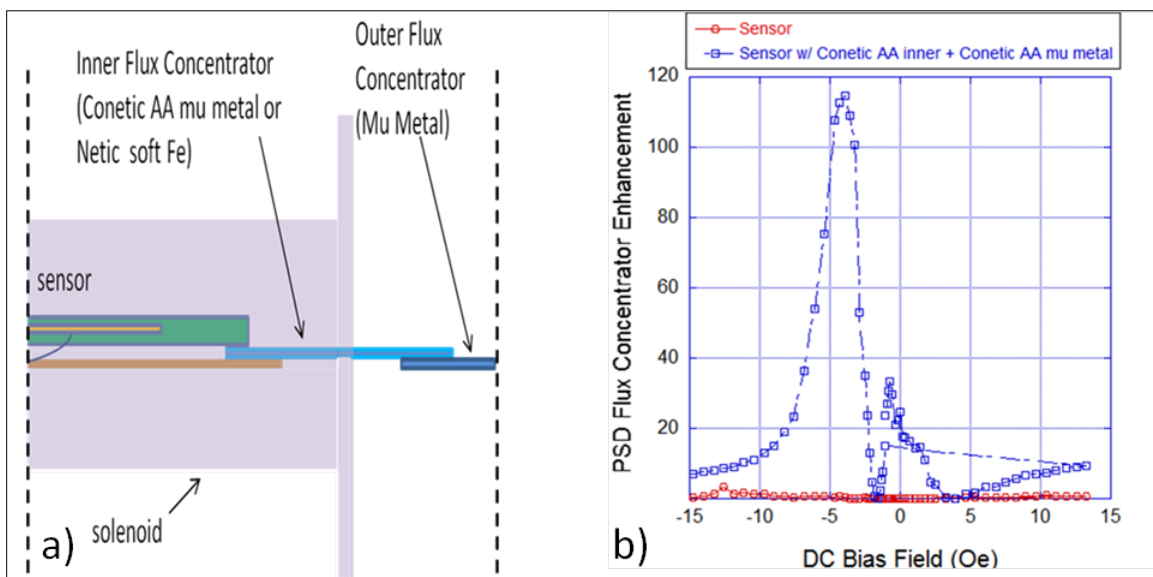 Inner Flux Concentrator
(Conetic AA mu metal or
Netic soft Fe)
Outer Flux
Concentrator
(Mu Metal)
sensor
solenoid
a)
Sensor
Sensor w/ Conetic AA inner + Conetic AA mu metal
PSD Flux Concentrator Enhancement
120
100
80
60
40
20
-15
-10
-5
0
5
10
15
DC Bias Field (Oe)
b)